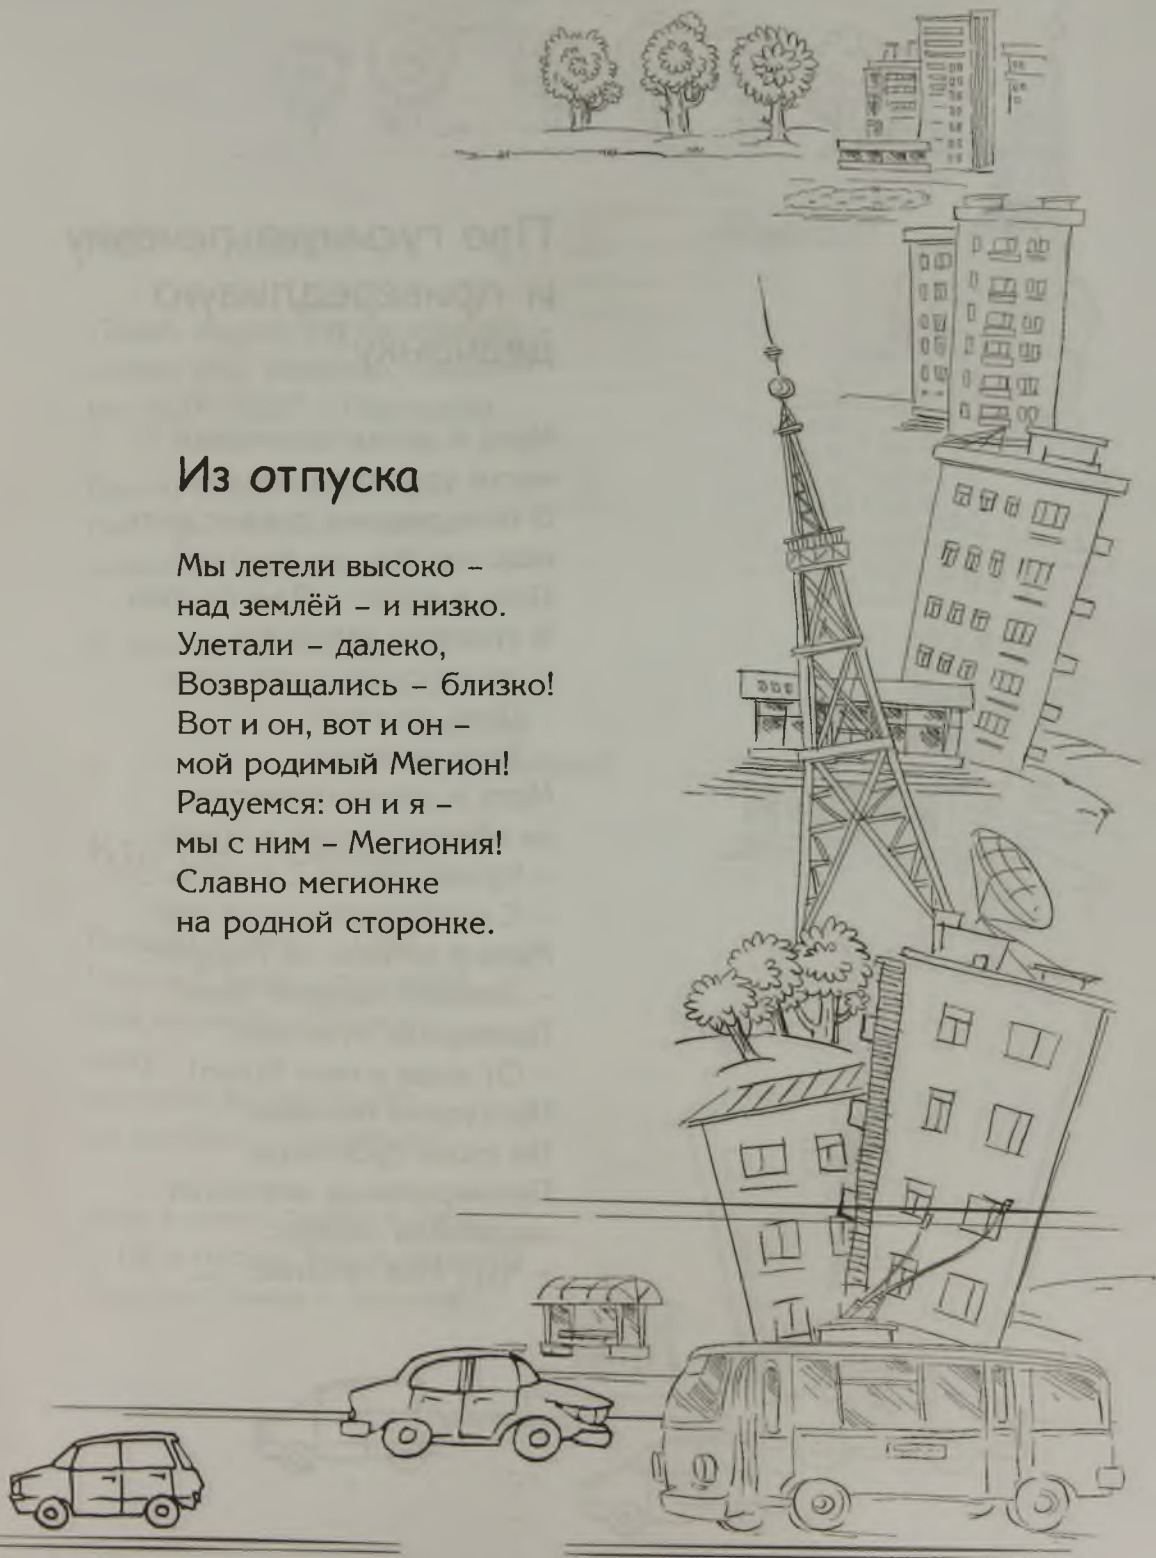 Из отпуска
Мы летели высоко –
над землёй – и низко.
Улетали – далеко,
Возвращались – близко!
Вот и он, вот и он –
мой родимый Мегион!
Радуемся: он и я –
мы с ним – Мегиония!
Славно мегионке
на родной сторонке.